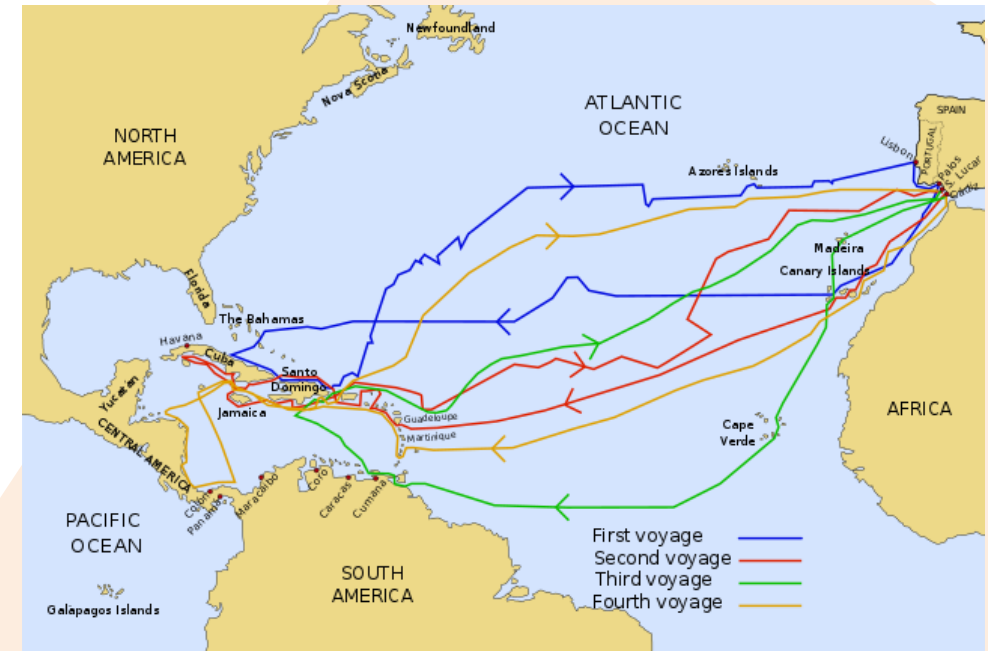 Newfoundland
Nova Scotia
ATLANTIC
OCEAN
SPAIN
PORTUGAL
Lisbon
Palos
S. Lucar
Cadiz
NORTH
AMERICA
Azores Islands
Madeira
Canary Islands
Florida
The Bahamas
Havana
Cuba
Santo
Domingo
Yucatan
Jamaica
Guadeloupe
Martinique
CENTRAL AMERICA
AFRICA
Cape
Verde
Colón
Panama
Maracaibo
Coro
Caracas
Cumana
PACIFIC
OCEAN
SOUTH
AMERICA
Galapagos Islands
First voyage
Second voyage
Third voyage
Fourth voyage